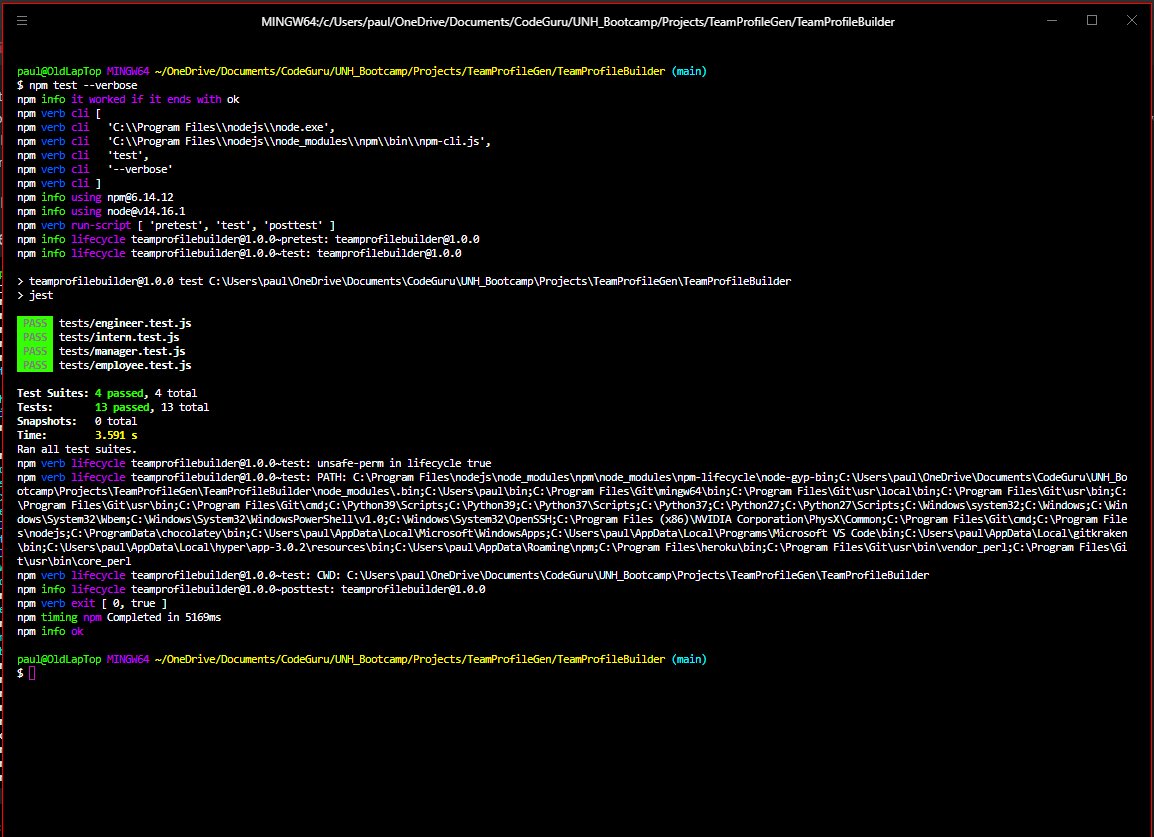 MINGW64:/c/Users/paul/OneDrive/Documents/CodeGuru/UNH_Bootcamp/Projects/TeamProfileGen/TeamProfileBuilder
paul@OldLapTop MINGW64 ~/OneDrive/Documents/CodeGuru/UNH_Bootcamp/Projects/TeamProfileGen/TeamProfileBuilder (main)
$ npm test --verbose
npm info it worked if it ends with ok
npm verb cli [
npm verb cli   'C:\\Program Files\\nodejs\\node.exe',
npm verb cli   'C:\\Program Files\\nodejs\\node_modules\\npm\\bin\\npm-cli.js',
npm verb cli   'test',
npm verb cli   '--verbose'
npm verb cli ]
npm info using npm@6.14.12
npm info using node@v14.16.1
npm verb run-script [ 'pretest', 'test', 'posttest' ]
npm info lifecycle teamprofilebuilder@1.0.0~pretest: teamprofilebuilder@1.0.0
npm info lifecycle teamprofilebuilder@1.0.0~test: teamprofilebuilder@1.0.0
> teamprofilebuilder@1.0.0 test C:\Users\paul\OneDrive\Documents\CodeGuru\UNH_Bootcamp\Projects\TeamProfileGen\TeamProfileBuilder
> jest
PASS tests/engineer.test.js
PASS tests/intern.test.js
PASS tests/manager.test.js
PASS tests/employee.test.js
Test Suites: 4 passed, 4 total
Tests:       13 passed, 13 total
Snapshots:   0 total
Time:        3.591 s
Ran all test suites.
npm verb lifecycle teamprofilebuilder@1.0.0~test: unsafe-perm in lifecycle true
npm verb lifecycle teamprofilebuilder@1.0.0~test: PATH: C:\Program Files\nodejs\node_modules\npm\node_modules\npm-lifecycle\node-gyp-bin;C:\Users\paul\OneDrive\Documents\CodeGuru\UNH_Bo
otcamp\Projects\TeamProfileGen\TeamProfileBuilder\node_modules\.bin;C:\Users\paul\bin;C:\Program Files\Git\mingw64\bin;C:\Program Files\Git\usr\local\bin;C:\Program Files\Git\usr\bin;C:
\Program Files\Git\usr\bin;C:\Program Files\Git\cmd;C:\Python39\Scripts;C:\Python39;C:\Python37\Scripts;C:\Python37;C:\Python27;C:\Python27\Scripts;C:\Windows\system32;C:\Windows;C:\Win
dows\System32\Wbem;C:\Windows\System32\WindowsPowerShell\v1.0;C:\Windows\System32\OpenSSH;C:\Program Files (x86)\NVIDIA Corporation\PhysX\Common;C:\Program Files\Git\cmd;C:\Program File
s\nodejs;C:\ProgramData\chocolatey\bin;C:\Users\paul\AppData\Local\Microsoft\WindowsApps;C:\Users\paul\AppData\Local\Programs\Microsoft VS Code\bin;C:\Users\paul\AppData\Local\gitkraken
\bin;C:\Users\paul\AppData\Local\hyper\app-3.0.2\resources\bin;C:\Users\paul\AppData\Roaming\npm;C:\Program Files\heroku\bin;C:\Program Files\Git\usr\bin\vendor_perl;C:\Program Files\Gi
t\usr\bin\core_perl
npm verb lifecycle teamprofilebuilder@1.0.0~test: CWD: C:\Users\paul\OneDrive\Documents\CodeGuru\UNH_Bootcamp\Projects\TeamProfileGen\TeamProfileBuilder
npm info lifecycle teamprofilebuilder@1.0.0~posttest: teamprofilebuilder@1.0.0
npm verb exit [ 0, true ]
npm timing npm Completed in 5169ms
npm info ok
paul@OldLapTop MINGW64 ~/OneDrive/Documents/CodeGuru/UNH_Bootcamp/Projects/TeamProfileGen/TeamProfileBuilder (main)
$